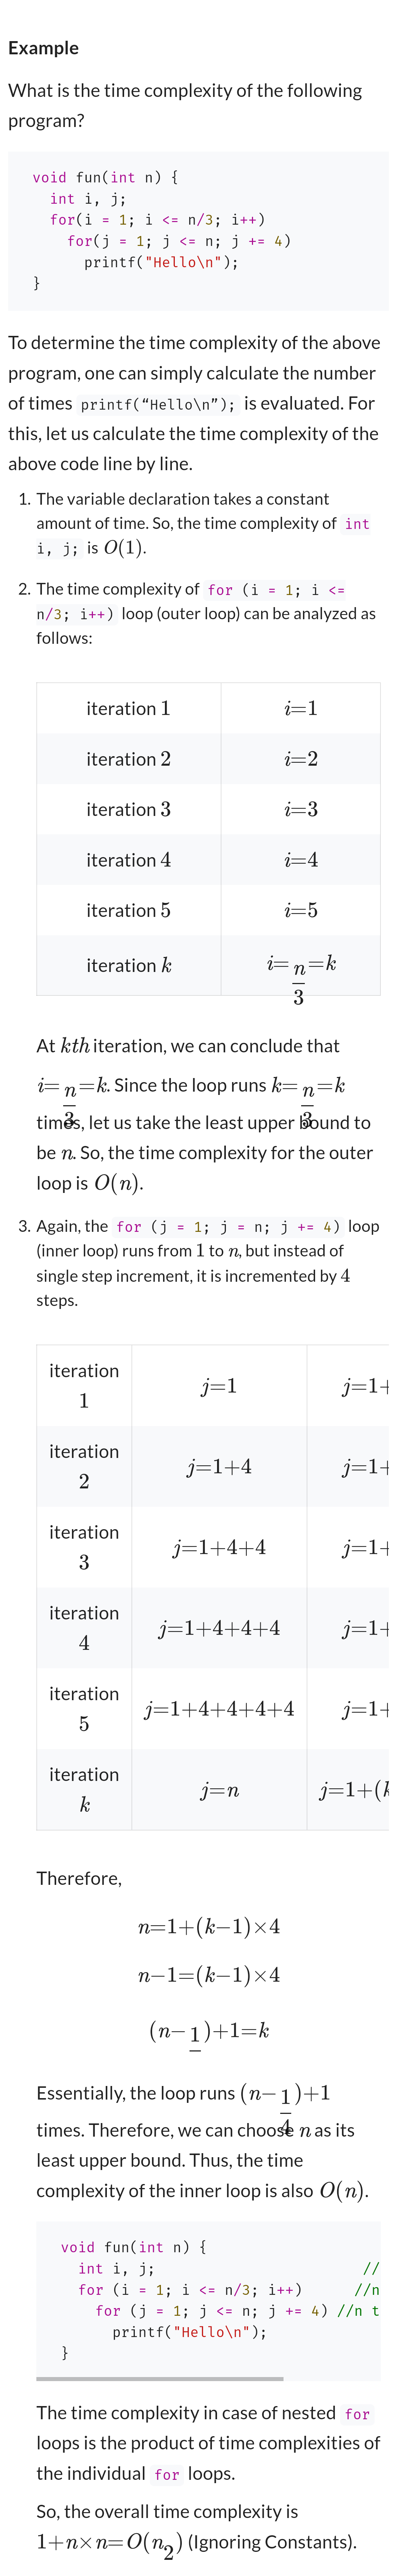 Example
What is the time complexity of the following
program?
void fun(int n) {
int i, j;
for(i = 1; i <= n/3; i++)
for(j = 1; j <= n; j += 4)
printf("Hello\n");
}
To determine the time complexity of the above
program, one can simply calculate the number
of times printf(“Hello\n”); is evaluated. For
this, let us calculate the time complexity of the
above code line by line.
1. The variable declaration takes a constant
amount of time. So, the time complexity of int
i, j; is O(1).
2. The time complexity of for (i = 1; i <=
n/3; i++) loop (outer loop) can be analyzed as
follows:
iteration 1 i=1
iteration 2 i=2
iteration 3 i=3
iteration 4 i=4
iteration 5 i=5
iteration k i=n/3=k
At kth iteration, we can conclude that
i=n/3=k. Since the loop runs k=n/3=k
times, let us take the least upper bound to
be n. So, the time complexity for the outer
loop is O(n).
3. Again, the for (j = 1; j = n; j += 4) loop
(inner loop) runs from 1 to n, but instead of
single step increment, it is incremented by 4
steps.
iteration
1 j=1 j=1+
iteration
2 j=1+4 j=1+
iteration
3 j=1+4+4 j=1+
iteration
4 j=1+4+4+4 j=1+
iteration
5 j=1+4+4+4+4 j=1+
iteration
k j=n j=1+(k
Therefore,
n=1+(k−1)×4
n−1=(k−1)×4
(n−1)+1=k
Essentially, the loop runs (n−1/4)+1
times. Therefore, we can choose n as its
least upper bound. Thus, the time
complexity of the inner loop is also O(n).
void fun(int n) {
int i, j; //
for (i = 1; i <= n/3; i++) //n
for (j = 1; j <= n; j += 4) //n t
printf("Hello\n");
}
The time complexity in case of nested for
loops is the product of time complexities of
the individual for loops.
So, the overall time complexity is
1+n×n=O(n₂) (Ignoring Constants).